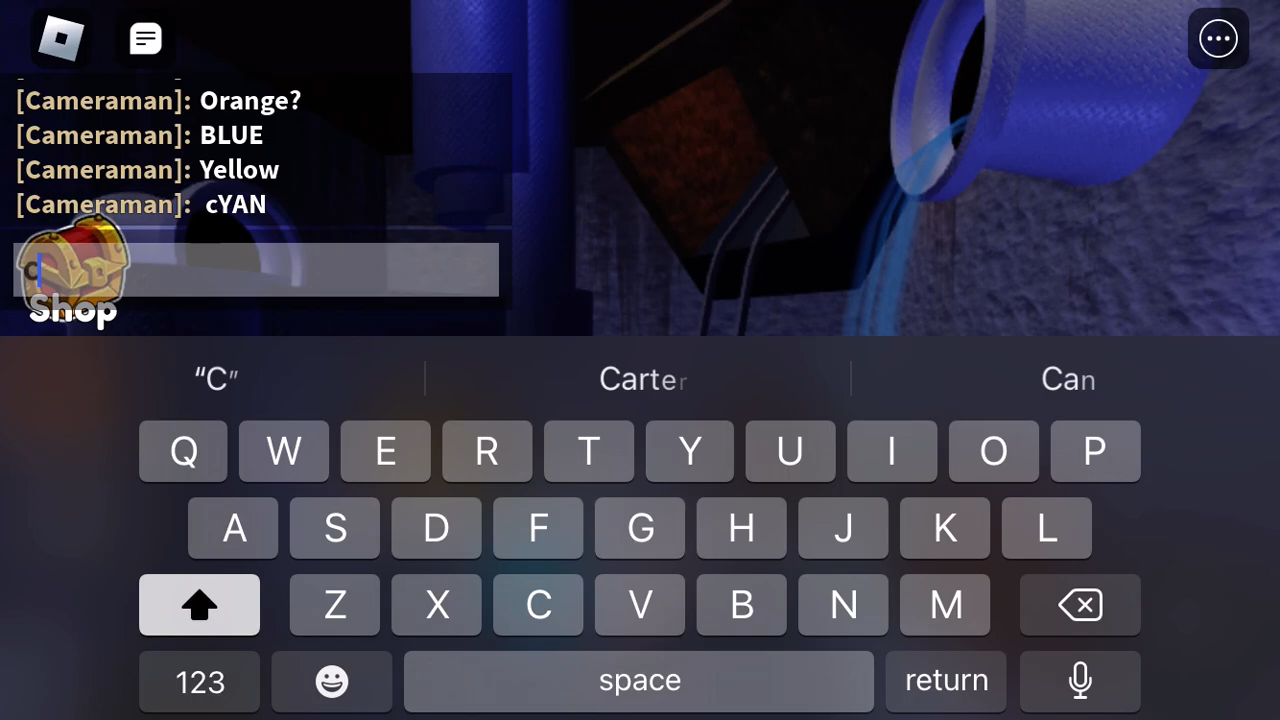 [Cameraman]: Orange?
[Cameraman]: BLUE
[Cameraman]: Yellow
[Cameraman]: cYAN
c
Shop
“C” Carter Can
Q W E R T Y U I O P
A S D F G H J K L
Z X C V B N M
123 space return